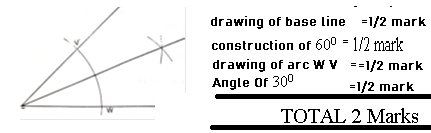 V
W
drawing of base line =1/2 mark
construction of 60⁰ = 1/2 mark
drawing of arc W V ==1/2 mark
Angle Of 30⁰ =1/2 mark
TOTAL 2 Marks